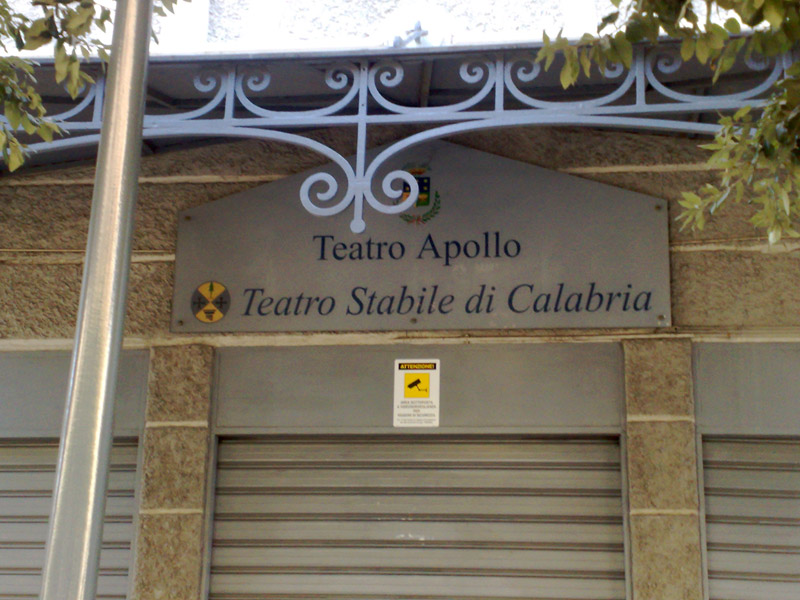 Teatro Apollo
Teatro Stabile di Calabria
ATTENZIONE!